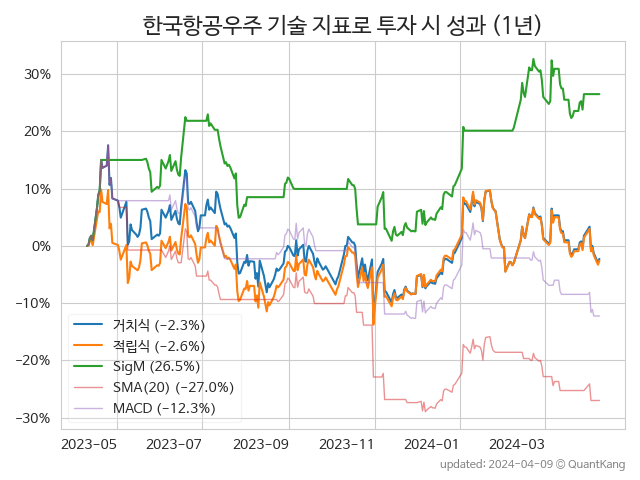 한국항공우주 기술 지표로 투자 시 성과 (1년)
30%
20%
10%
0%
−10%
−20%
−30%
거치식 (−2.3%)
적립식 (−2.6%)
SigM (26.5%)
SMA(20) (−27.0%)
MACD (−12.3%)
2023-05 2023-07 2023-09 2023-11 2024-01 2024-03
updated: 2024-04-09 © QuantKang